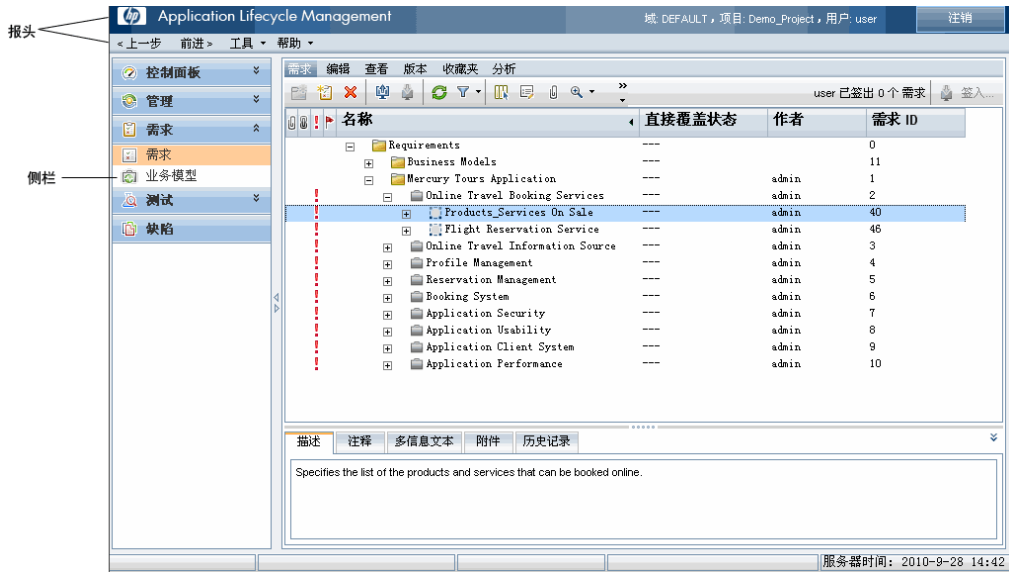 报头
侧栏
hp Application Lifecycle Management
域: DEFAULT，项目: Demo_Project，用户: user
注销
«上一步 前进» 工具 帮助
控制面板
管理
需求
需求
业务模型
测试
缺陷
需求 编辑 查看 版本 收藏夹 分析
user 已签出 0 个 需求 签入...
名称 直接覆盖状态 作者 需求 ID
Requirements --- 0
Business Models --- 11
Mercury Tours Application --- admin 1
Online Travel Booking Services --- admin 2
Products_Services On Sale --- admin 40
Flight Reservation Service --- admin 46
Online Travel Information Source --- admin 3
Profile Management --- admin 4
Reservation Management --- admin 5
Booking System --- admin 6
Application Security --- admin 7
Application Usability --- admin 8
Application Client System --- admin 9
Application Performance --- admin 10
描述 注释 多信息文本 附件 历史记录
Specifies the list of the products and services that can be booked online.
服务器时间: 2010-9-28 14:42